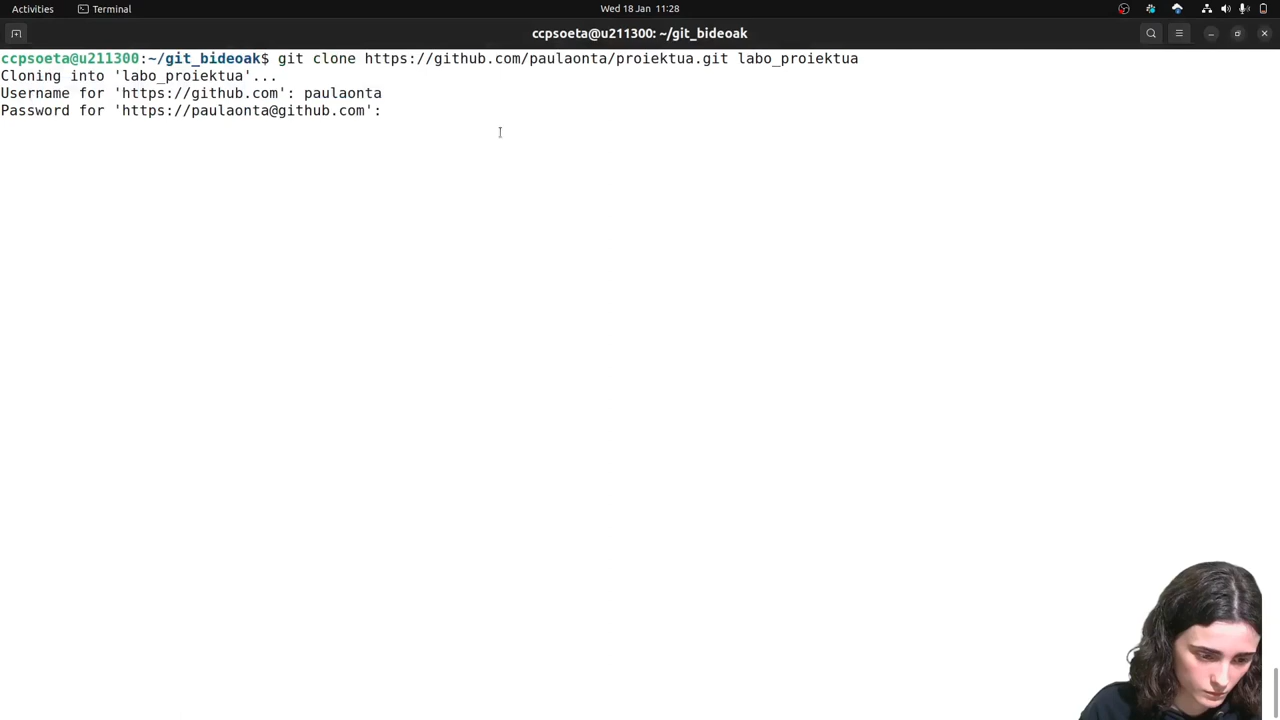 Activities
Terminal
Wed 18 Jan 11:28
ccpsoeta@u211300: ~/git_bideoak
ccpsoeta@u211300:~/git_bideoak$ git clone https://github.com/paulaonta/proiektua.git labo_proiektua
Cloning into 'labo_proiektua'...
Username for 'https://github.com': paulaonta
Password for 'https://paulaonta@github.com':